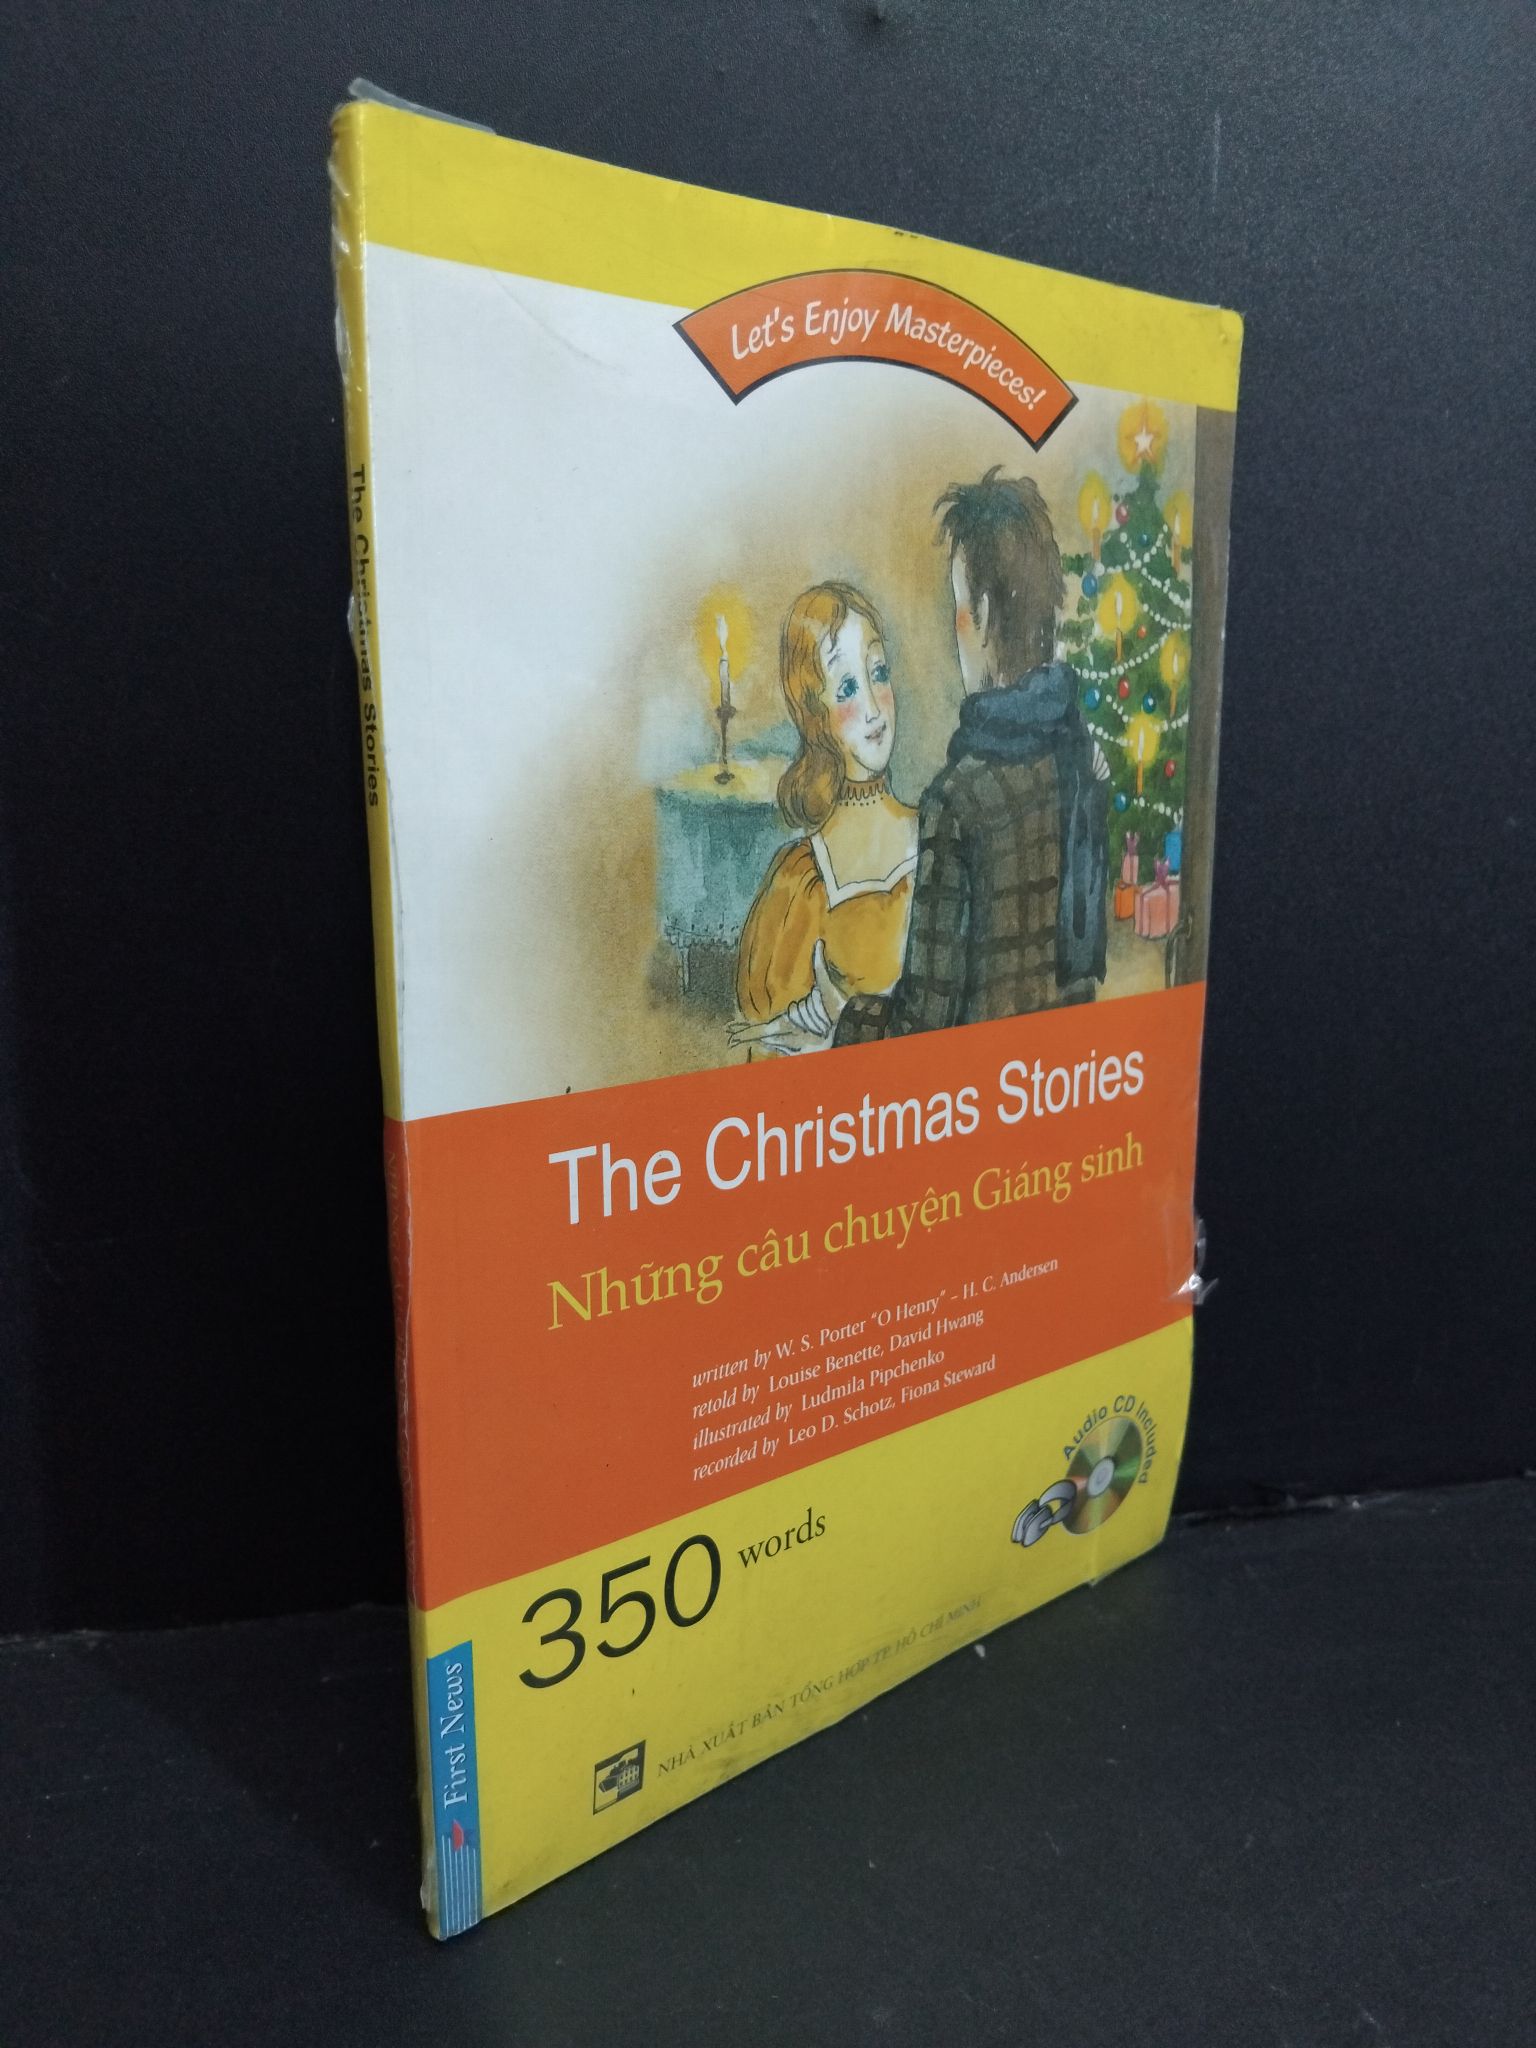 Let's Enjoy Masterpieces!
The Christmas Stories
The Christmas Stories
Những câu chuyện Giáng sinh
written by W. S. Porter "O Henry" - H. C. Andersen
retold by Louise Benette, David Hwang
illustrated by Ludmila Pipchenko
recorded by Leo D. Schotz, Fiona Steward
Audio CD Included
350 words
First News
NHÀ XUẤT BẢN TỔNG HỢP TP. HỒ CHÍ MINH